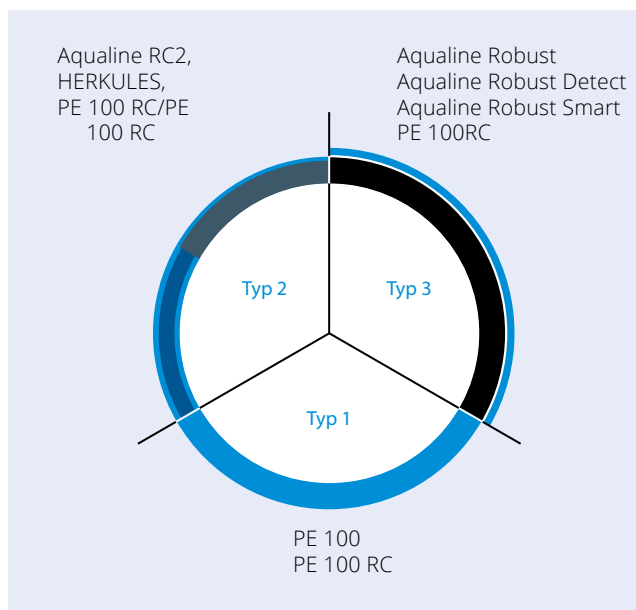 Aqualine RC2,
HERKULES,
PE 100 RC/PE
100 RC
Aqualine Robust
Aqualine Robust Detect
Aqualine Robust Smart
PE 100RC
Typ 2
Typ 3
Typ 1
PE 100
PE 100 RC